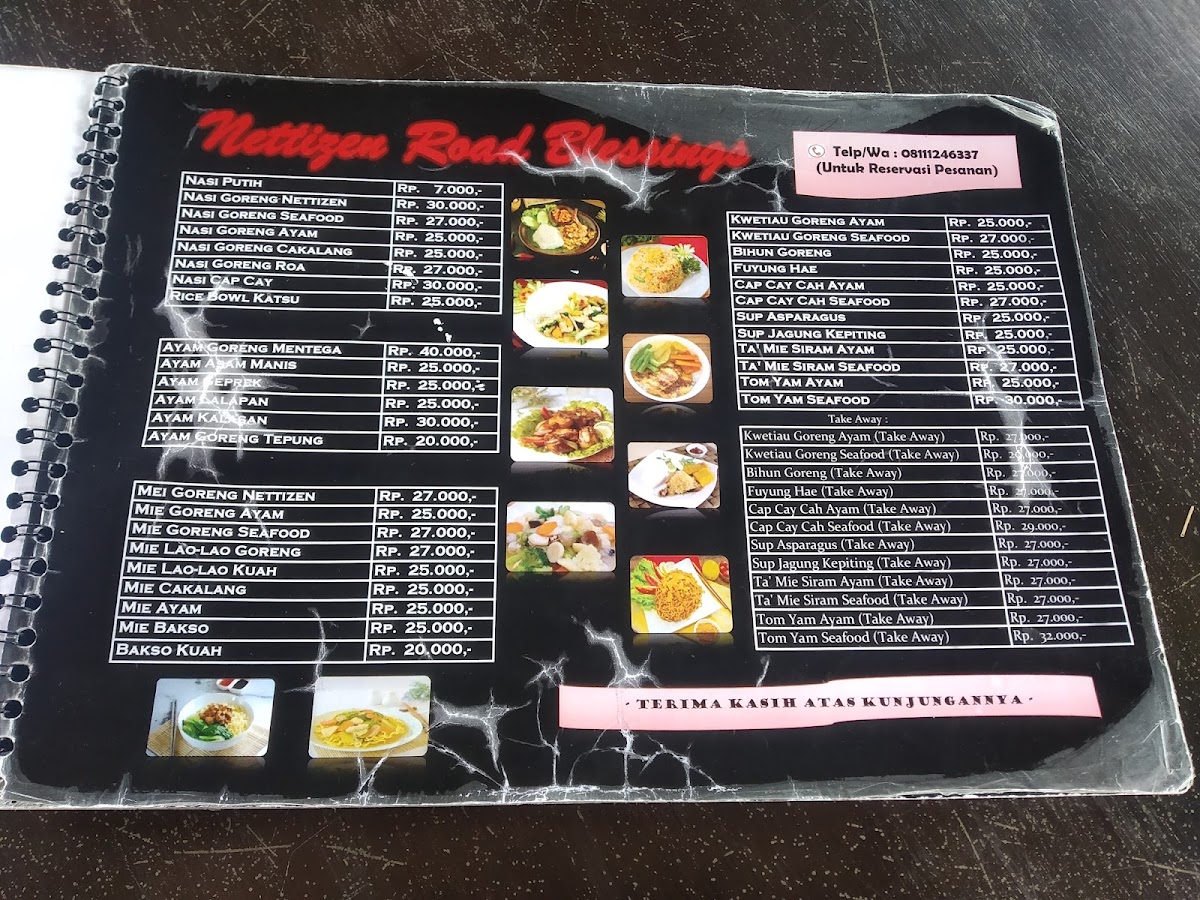 Nettizen Road Blessings
Telp/Wa : 08111246337
(Untuk Reservasi Pesanan)
NASI PUTIH RP. 7.000,-
NASI GORENG NETTIZEN RP. 30.000,-
NASI GORENG SEAFOOD RP. 27.000,-
NASI GORENG AYAM RP. 25.000,-
NASI GORENG CAKALANG RP. 25.000,-
NASI GORENG ROA RP. 27.000,-
NASI CAP CAY RP. 30.000,-
RICE BOWL KATSU RP. 25.000,-
AYAM GORENG MENTEGA RP. 40.000,-
AYAM ASAM MANIS RP. 25.000,-
AYAM GEPREK RP. 25.000,-
AYAM LALAPAN RP. 25.000,-
AYAM KALASAN RP. 30.000,-
AYAM GORENG TEPUNG RP. 20.000,-
MEI GORENG NETTIZEN RP. 27.000,-
MIE GORENG AYAM RP. 25.000,-
MIE GORENG SEAFOOD RP. 27.000,-
MIE LAO-LAO GORENG RP. 27.000,-
MIE LAO-LAO KUAH RP. 25.000,-
MIE CAKALANG RP. 25.000,-
MIE AYAM RP. 25.000,-
MIE BAKSO RP. 25.000,-
BAKSO KUAH RP. 20.000,-
KWETIAU GORENG AYAM RP. 25.000,-
KWETIAU GORENG SEAFOOD RP. 27.000,-
BIHUN GORENG RP. 25.000,-
FUYUNG HAE RP. 25.000,-
CAP CAY CAH AYAM RP. 25.000,-
CAP CAY CAH SEAFOOD RP. 27.000,-
SUP ASPARAGUS RP. 25.000,-
SUP JAGUNG KEPITING RP. 25.000,-
TA' MIE SIRAM AYAM RP. 25.000,-
TA' MIE SIRAM SEAFOOD RP. 27.000,-
TOM YAM AYAM RP. 25.000,-
TOM YAM SEAFOOD RP. 30.000,-
Take Away :
Kwetiau Goreng Ayam (Take Away) Rp. 27.000,-
Kwetiau Goreng Seafood (Take Away) Rp. 29.000,-
Bihun Goreng (Take Away) Rp. 27.000,-
Fuyung Hae (Take Away) Rp. 27.000,-
Cap Cay Cah Ayam (Take Away) Rp. 27.000,-
Cap Cay Cah Seafood (Take Away) Rp. 29.000,-
Sup Asparagus (Take Away) Rp. 27.000,-
Sup Jagung Kepiting (Take Away) Rp. 27.000,-
Ta' Mie Siram Ayam (Take Away) Rp. 27.000,-
Ta' Mie Siram Seafood (Take Away) Rp. 27.000,-
Tom Yam Ayam (Take Away) Rp. 27.000,-
Tom Yam Seafood (Take Away) Rp. 32.000,-
- TERIMA KASIH ATAS KUNJUNGANNYA -